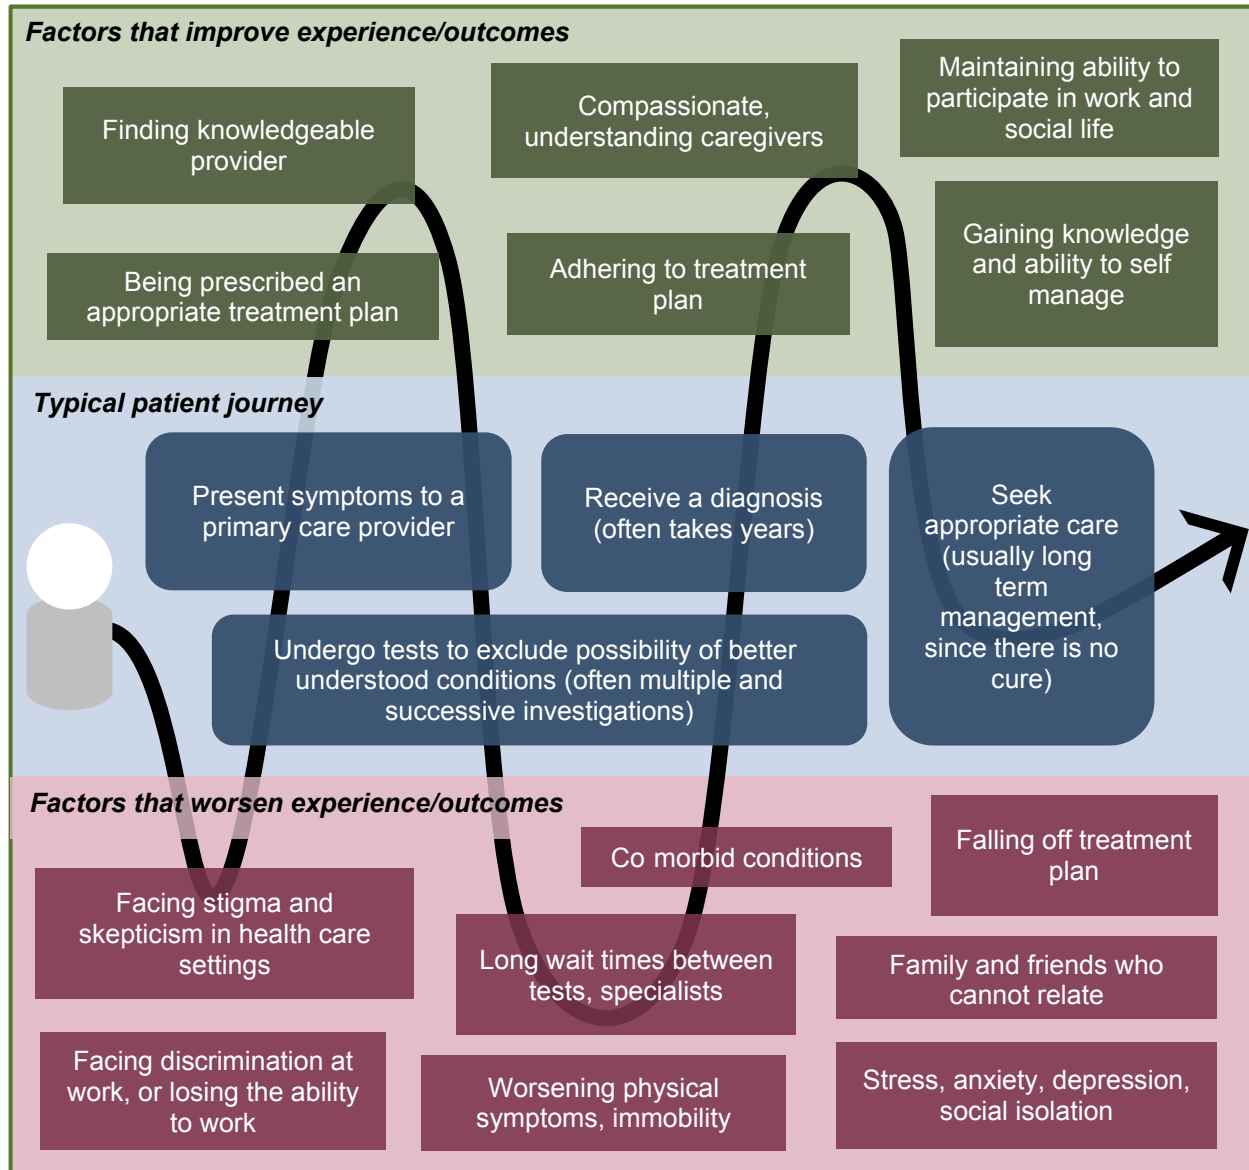 Factors that improve experience/outcomes
Finding knowledgeable
provider
Compassionate,
understanding caregivers
Maintaining ability to
participate in work and
social life
Being prescribed an
appropriate treatment plan
Adhering to treatment
plan
Gaining knowledge
and ability to self
manage
Typical patient journey
Present symptoms to a
primary care provider
Receive a diagnosis
(often takes years)
Seek
appropriate care
(usually long
term
management,
since there is no
cure)
Undergo tests to exclude possibility of better
understood conditions (often multiple and
successive investigations)
Factors that worsen experience/outcomes
Co morbid conditions
Falling off treatment
plan
Facing stigma and
skepticism in health care
settings
Long wait times between
tests, specialists
Family and friends who
cannot relate
Facing discrimination at
work, or losing the ability
to work
Worsening physical
symptoms, immobility
Stress, anxiety, depression,
social isolation